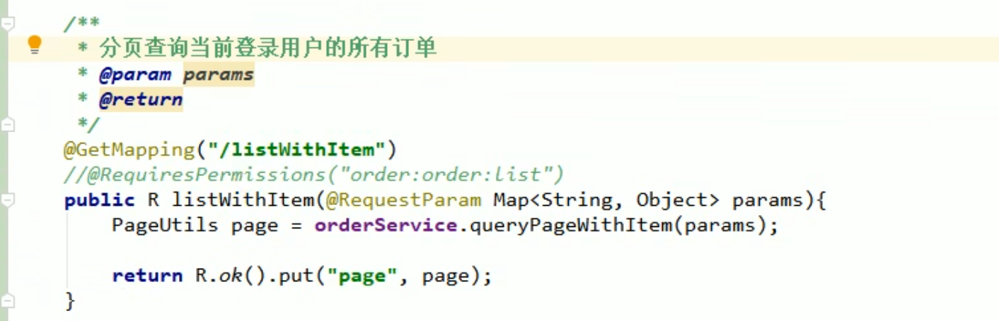 /**
 * 分页查询当前登录用户的所有订单
 * @param params
 * @return
 */
@GetMapping("/listWithItem")
//@RequiresPermissions("order:order:list")
public R listWithItem(@RequestParam Map<String, Object> params){
    PageUtils page = orderService.queryPageWithItem(params);
    return R.ok().put("page", page);
}